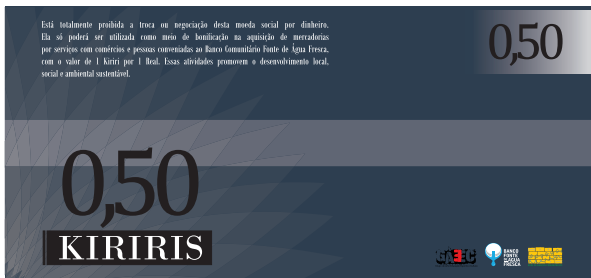 Está totalmente proibida a troca ou negociação desta moeda social por dinheiro.
Ela só poderá ser utilizada como meio de bonificação na aquisição de mercadorias
por serviços com comércios e pessoas conveniadas ao Banco Comunitário Fonte de Água Fresca,
com o valor de 1 Kiriri por 1 Real. Essas atividades promovem o desenvolvimento local,
social e ambiental sustentável.
0,50
0,50
KIRIRIS
BANCO
FONTE
DE ÁGUA
FRESCA